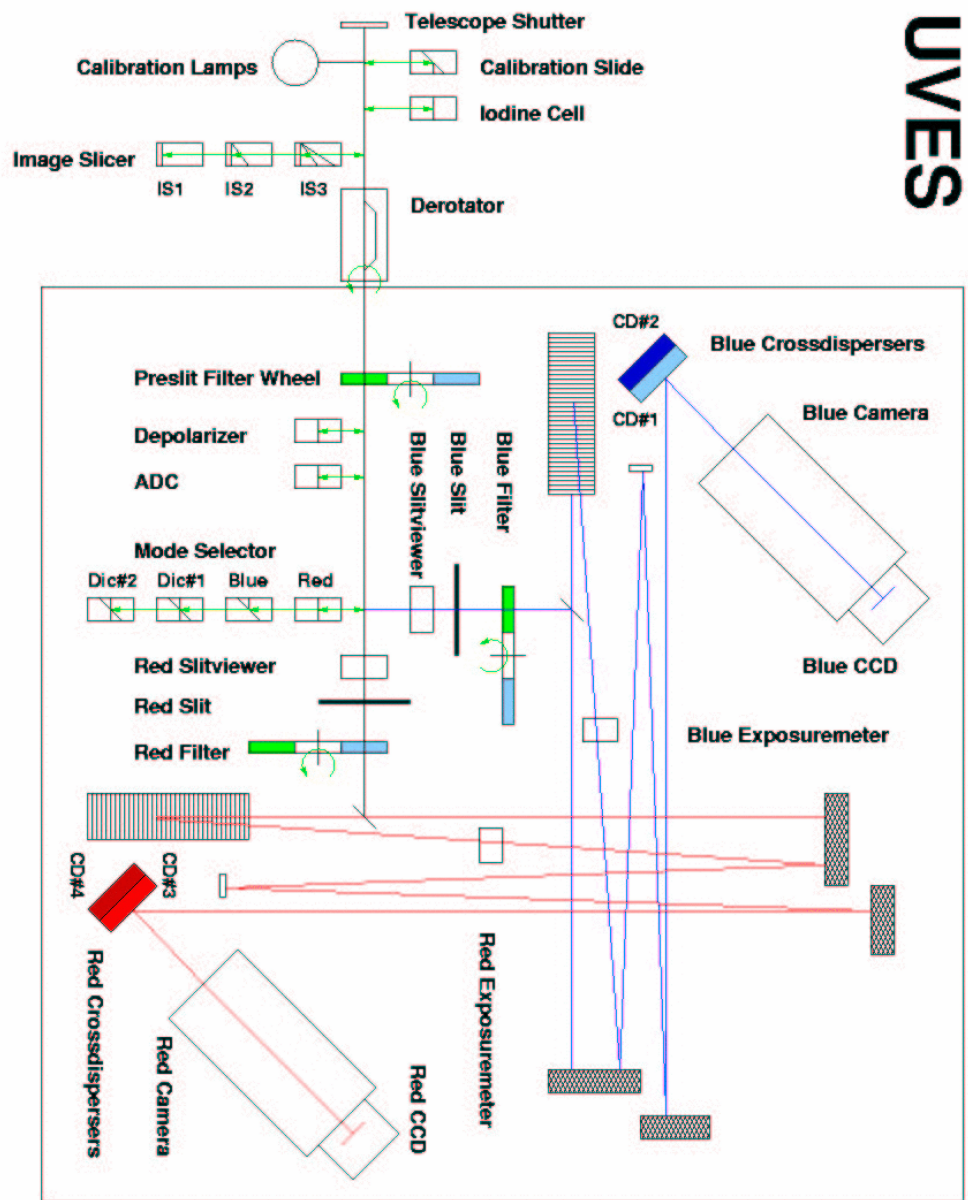 UVES
Telescope Shutter
Calibration Lamps
Calibration Slide
Iodine Cell
Image Slicer
IS1
IS2
IS3
Derotator
CD#2
Blue Crossdispersers
Preslit Filter Wheel
CD#1
Blue Camera
Depolarizer
Blue Slitviewer
Blue Slit
Blue Filter
ADC
Mode Selector
Dic#2
Dic#1
Blue
Red
Red Slitviewer
Blue CCD
Red Slit
Blue Exposuremeter
Red Filter
CD#4
CD#3
Red Crossdispersers
Red Camera
Red Exposuremeter
Red CCD